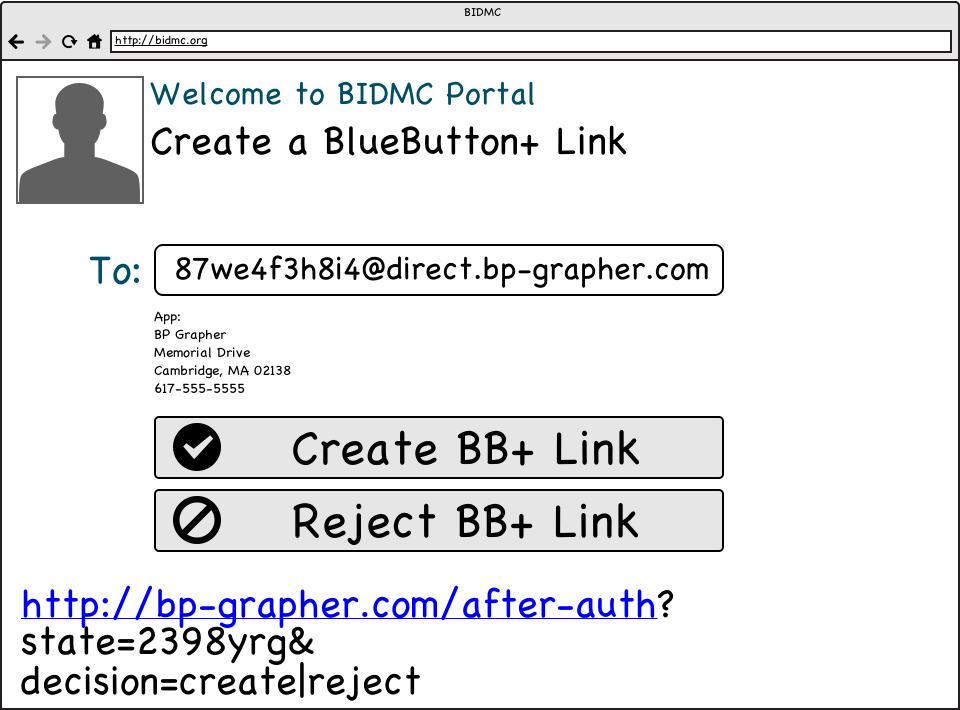 BIDMC
http://bidmc.org
Welcome to BIDMC Portal
Create a BlueButton+ Link
To: 87we4f3h8i4@direct.bp-grapher.com
App:
BP Grapher
Memorial Drive
Cambridge, MA 02138
617-555-5555
Create BB+ Link
Reject BB+ Link
http://bp-grapher.com/after-auth?
state=2398yrg&
decision=create|reject